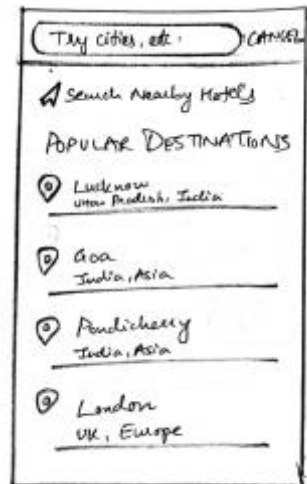 Try cities, etc.
CANCEL
Search Nearby Hotels
POPULAR DESTINATIONS
Lucknow
Uttar Pradesh, India
Goa
India, Asia
Pondicherry
India, Asia
London
UK, Europe